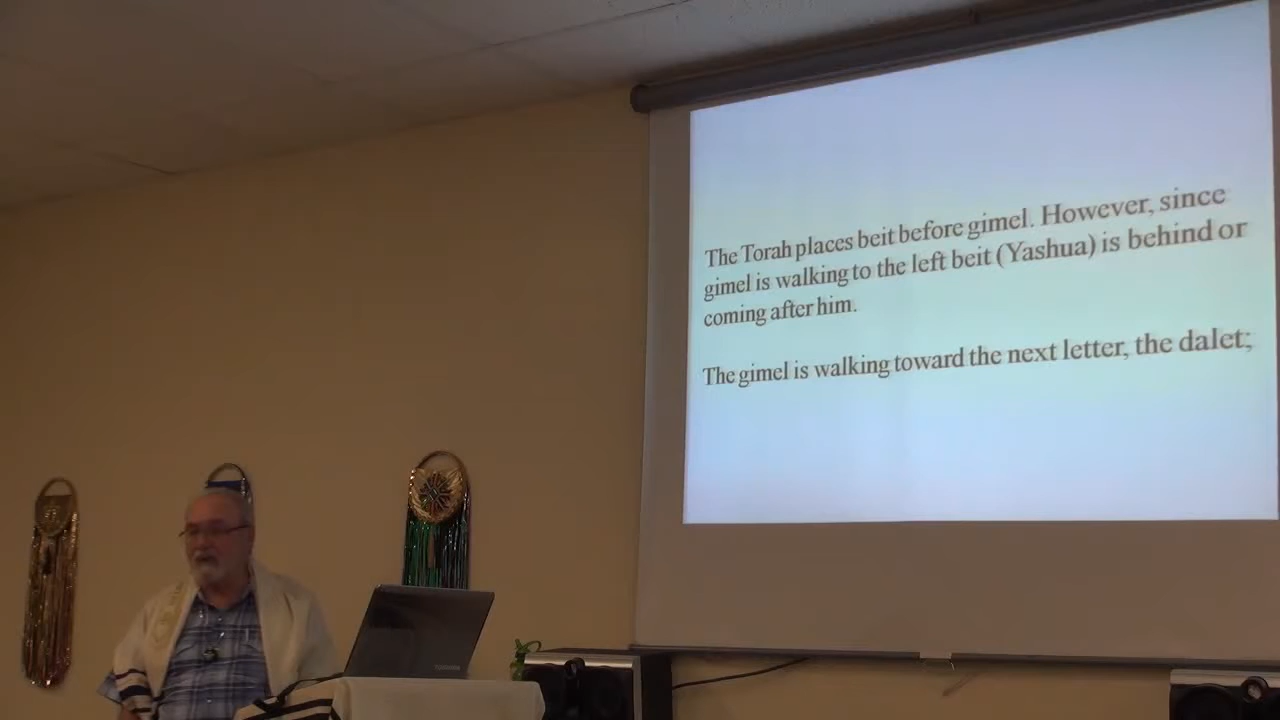 The Torah places beit before gimel. However, since
gimel is walking to the left beit (Yashua) is behind or
coming after him.
The gimel is walking toward the next letter, the dalet;
TOSHIBA